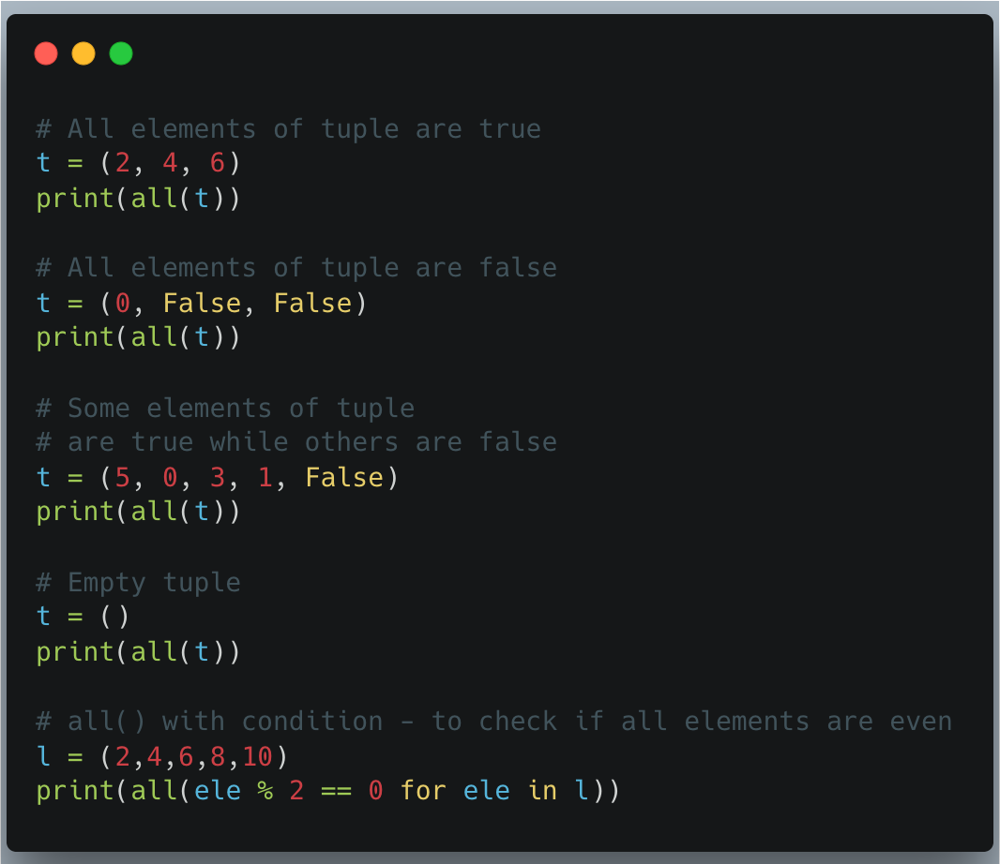 # All elements of tuple are true
t = (2, 4, 6)
print(all(t))
# All elements of tuple are false
t = (0, False, False)
print(all(t))
# Some elements of tuple
# are true while others are false
t = (5, 0, 3, 1, False)
print(all(t))
# Empty tuple
t = ()
print(all(t))
# all() with condition - to check if all elements are even
l = (2,4,6,8,10)
print(all(ele % 2 == 0 for ele in l))